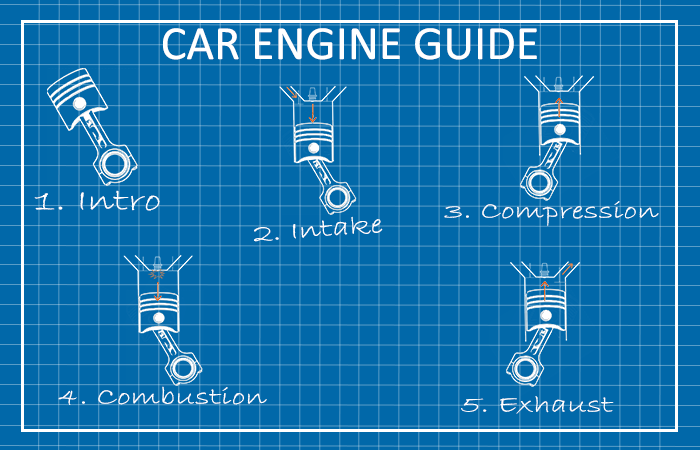 CAR ENGINE GUIDE
1. Intro
2. Intake
3. Compression
4. Combustion
5. Exhaust